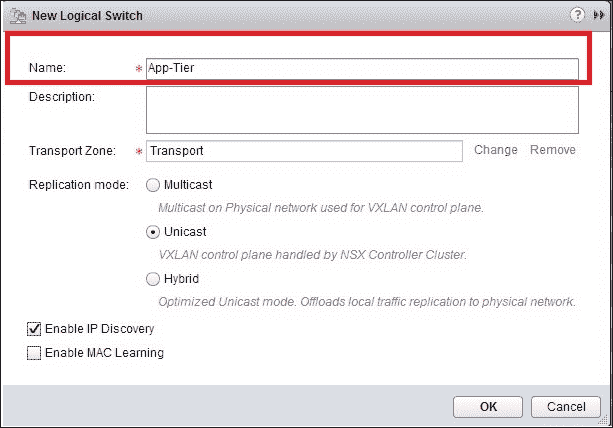 New Logical Switch
Name: * App-Tier
Description:
Transport Zone: * Transport Change Remove
Replication mode: Multicast
Multicast on Physical network used for VXLAN control plane.
Unicast
VXLAN control plane handled by NSX Controller Cluster.
Hybrid
Optimized Unicast mode. Offloads local traffic replication to physical network.
Enable IP Discovery
Enable MAC Learning
OK Cancel